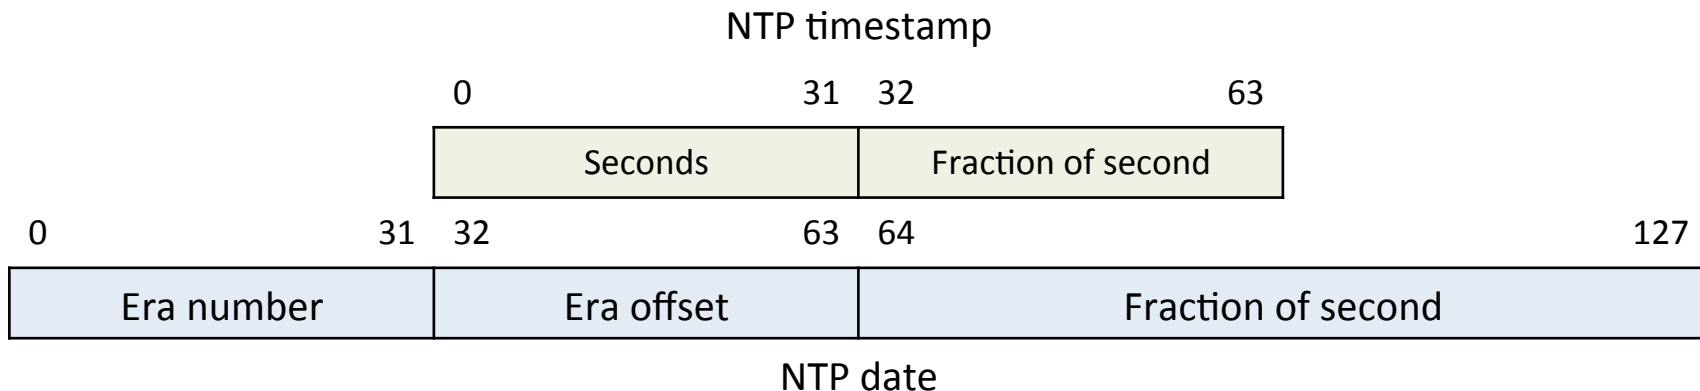 NTP timestamp
0 31 32 63
Seconds Fraction of second
0 31 32 63 64 127
Era number Era offset Fraction of second
NTP date